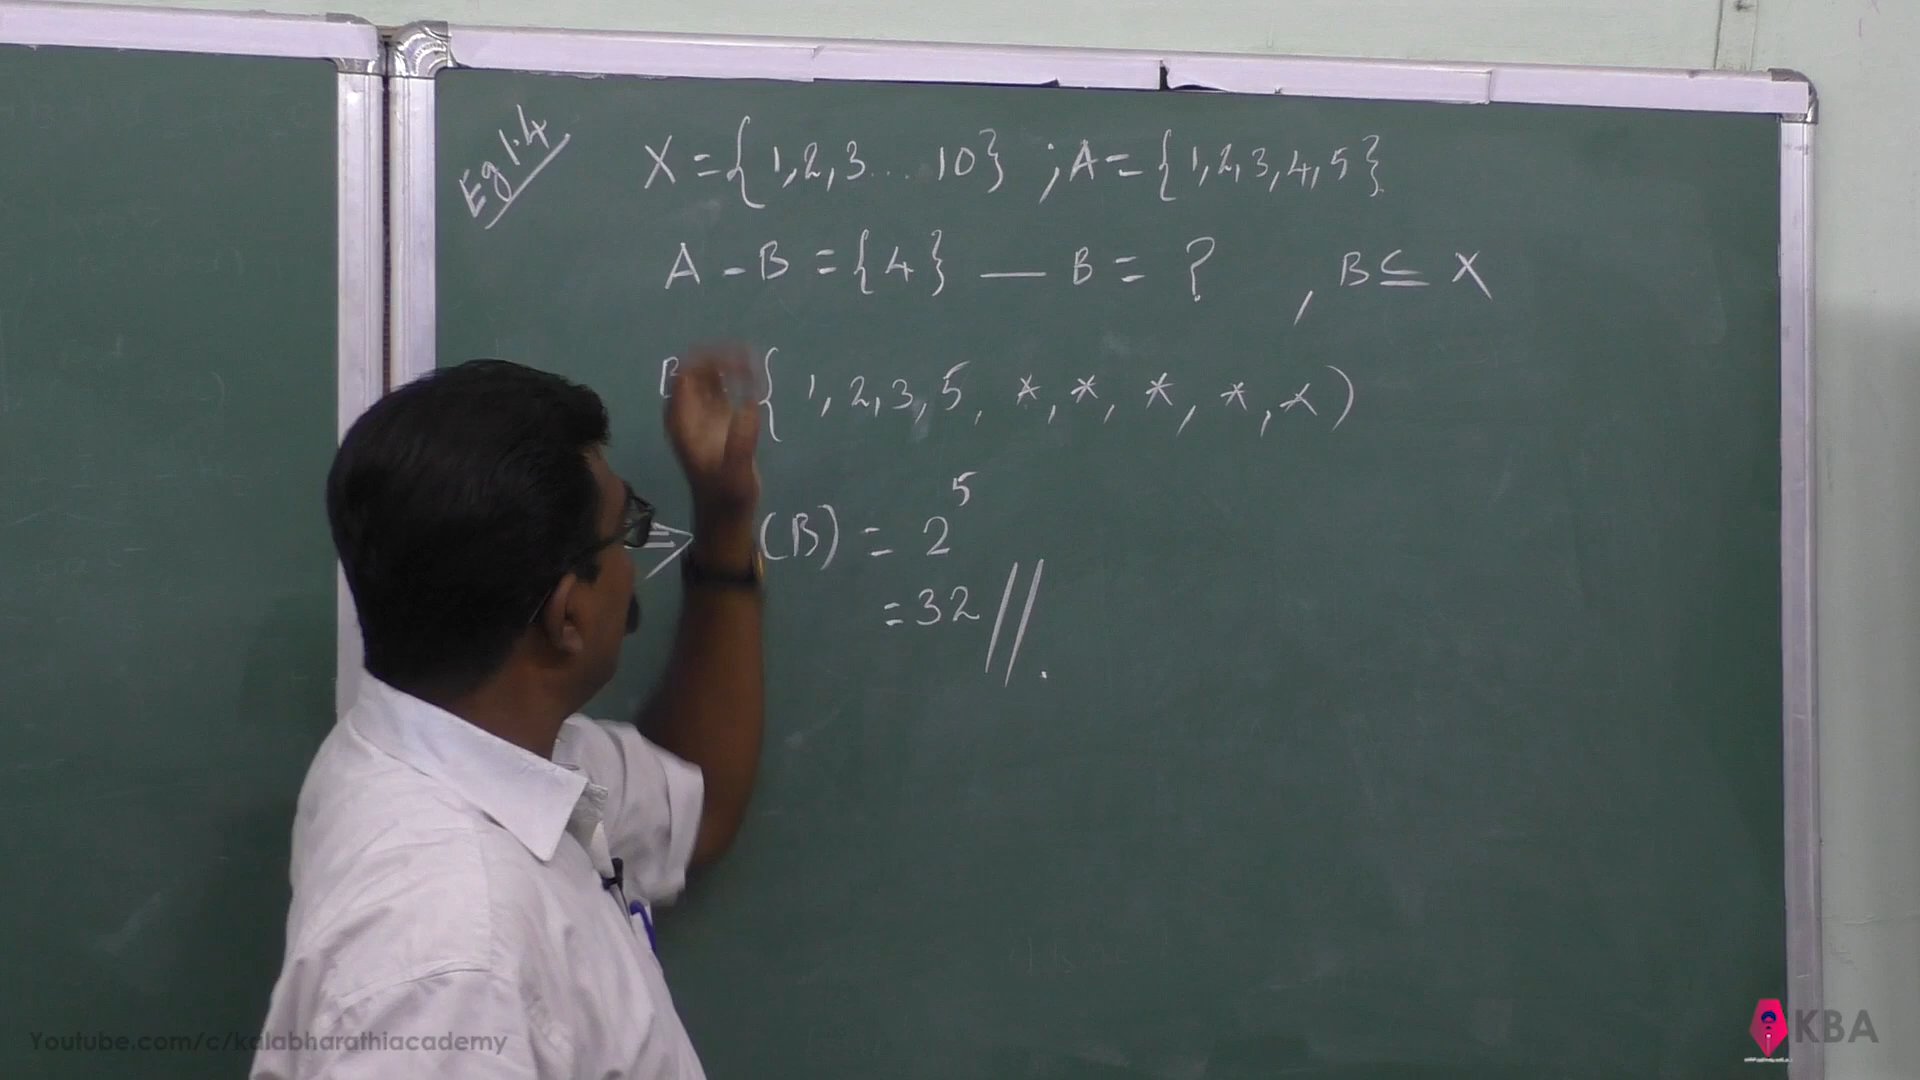 Eg 1.4
X = { 1, 2, 3 ... 10 } ; A = { 1, 2, 3, 4, 5 }
A - B = { 4 } — B = ? , B ⊆ X
B = { 1, 2, 3, 5, *, *, *, *, * )
⇒ (B) = 2^5
= 32 //.
Youtube.com/c/kalabharathiacademy
KBA